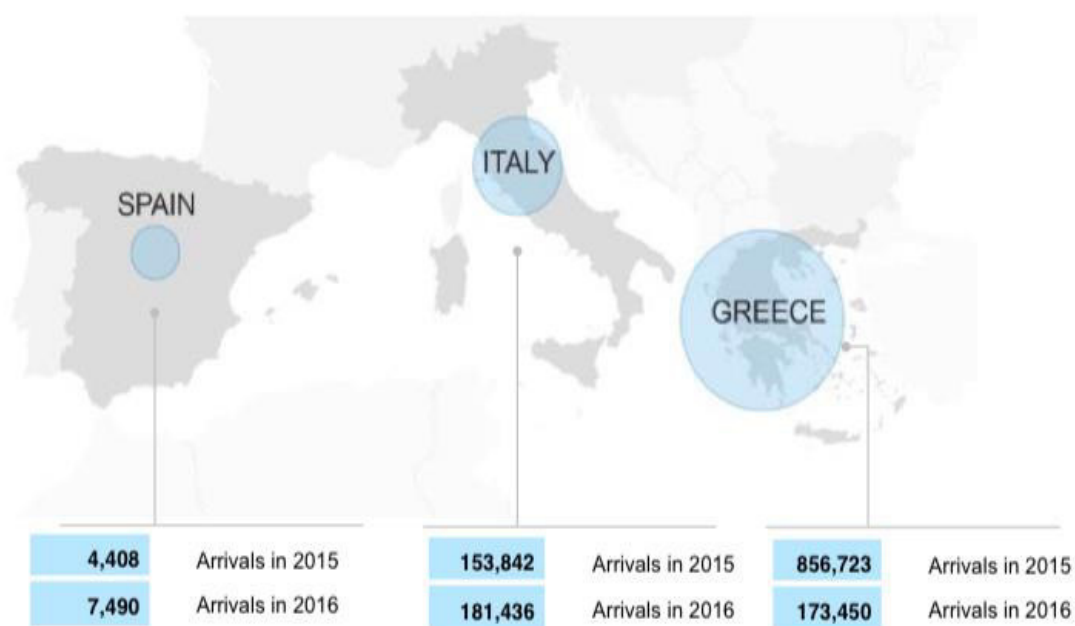 SPAIN
ITALY
GREECE
4,408 Arrivals in 2015
7,490 Arrivals in 2016
153,842 Arrivals in 2015
181,436 Arrivals in 2016
856,723 Arrivals in 2015
173,450 Arrivals in 2016